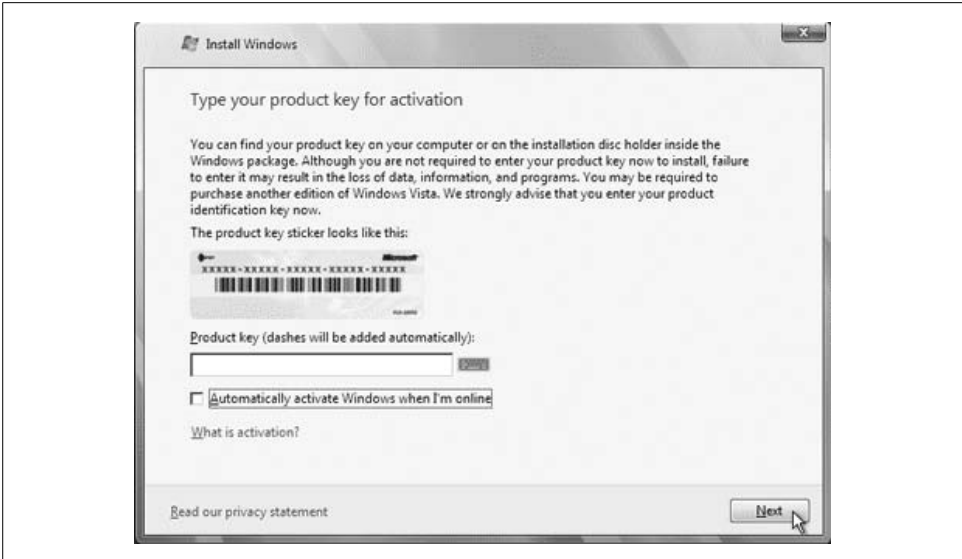 Install Windows
Type your product key for activation
You can find your product key on your computer or on the installation disc holder inside the
Windows package. Although you are not required to enter your product key now to install, failure
to enter it may result in the loss of data, information, and programs. You may be required to
purchase another edition of Windows Vista. We strongly advise that you enter your product
identification key now.
The product key sticker looks like this:
Microsoft
XXXXX-XXXXX-XXXXX-XXXXX-XXXXX
Product key (dashes will be added automatically):
Automatically activate Windows when I'm online
What is activation?
Read our privacy statement
Next